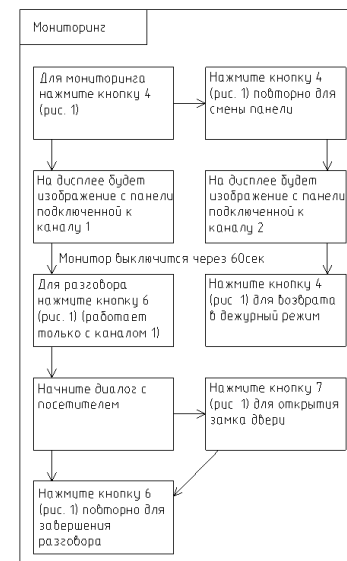 Мониторинг
Для мониторинга
нажмите кнопку 4
(рис. 1)
Нажмите кнопку 4
(рис. 1) повторно для
смены панели
На дисплее будет
изображение с панели
подключенной к
каналу 1
На дисплее будет
изображение с панели
подключенной к
каналу 2
Монитор выключится через 60сек
Для разговора
нажмите кнопку 6
(рис. 1) (работает
только с каналом 1)
Нажмите кнопку 4
(рис 1) для возврата
в дежурный режим
Начните диалог с
посетителем
Нажмите кнопку 7
(рис 1) для открытия
замка двери
Нажмите кнопку 6
(рис. 1) повторно для
завершения
разговора